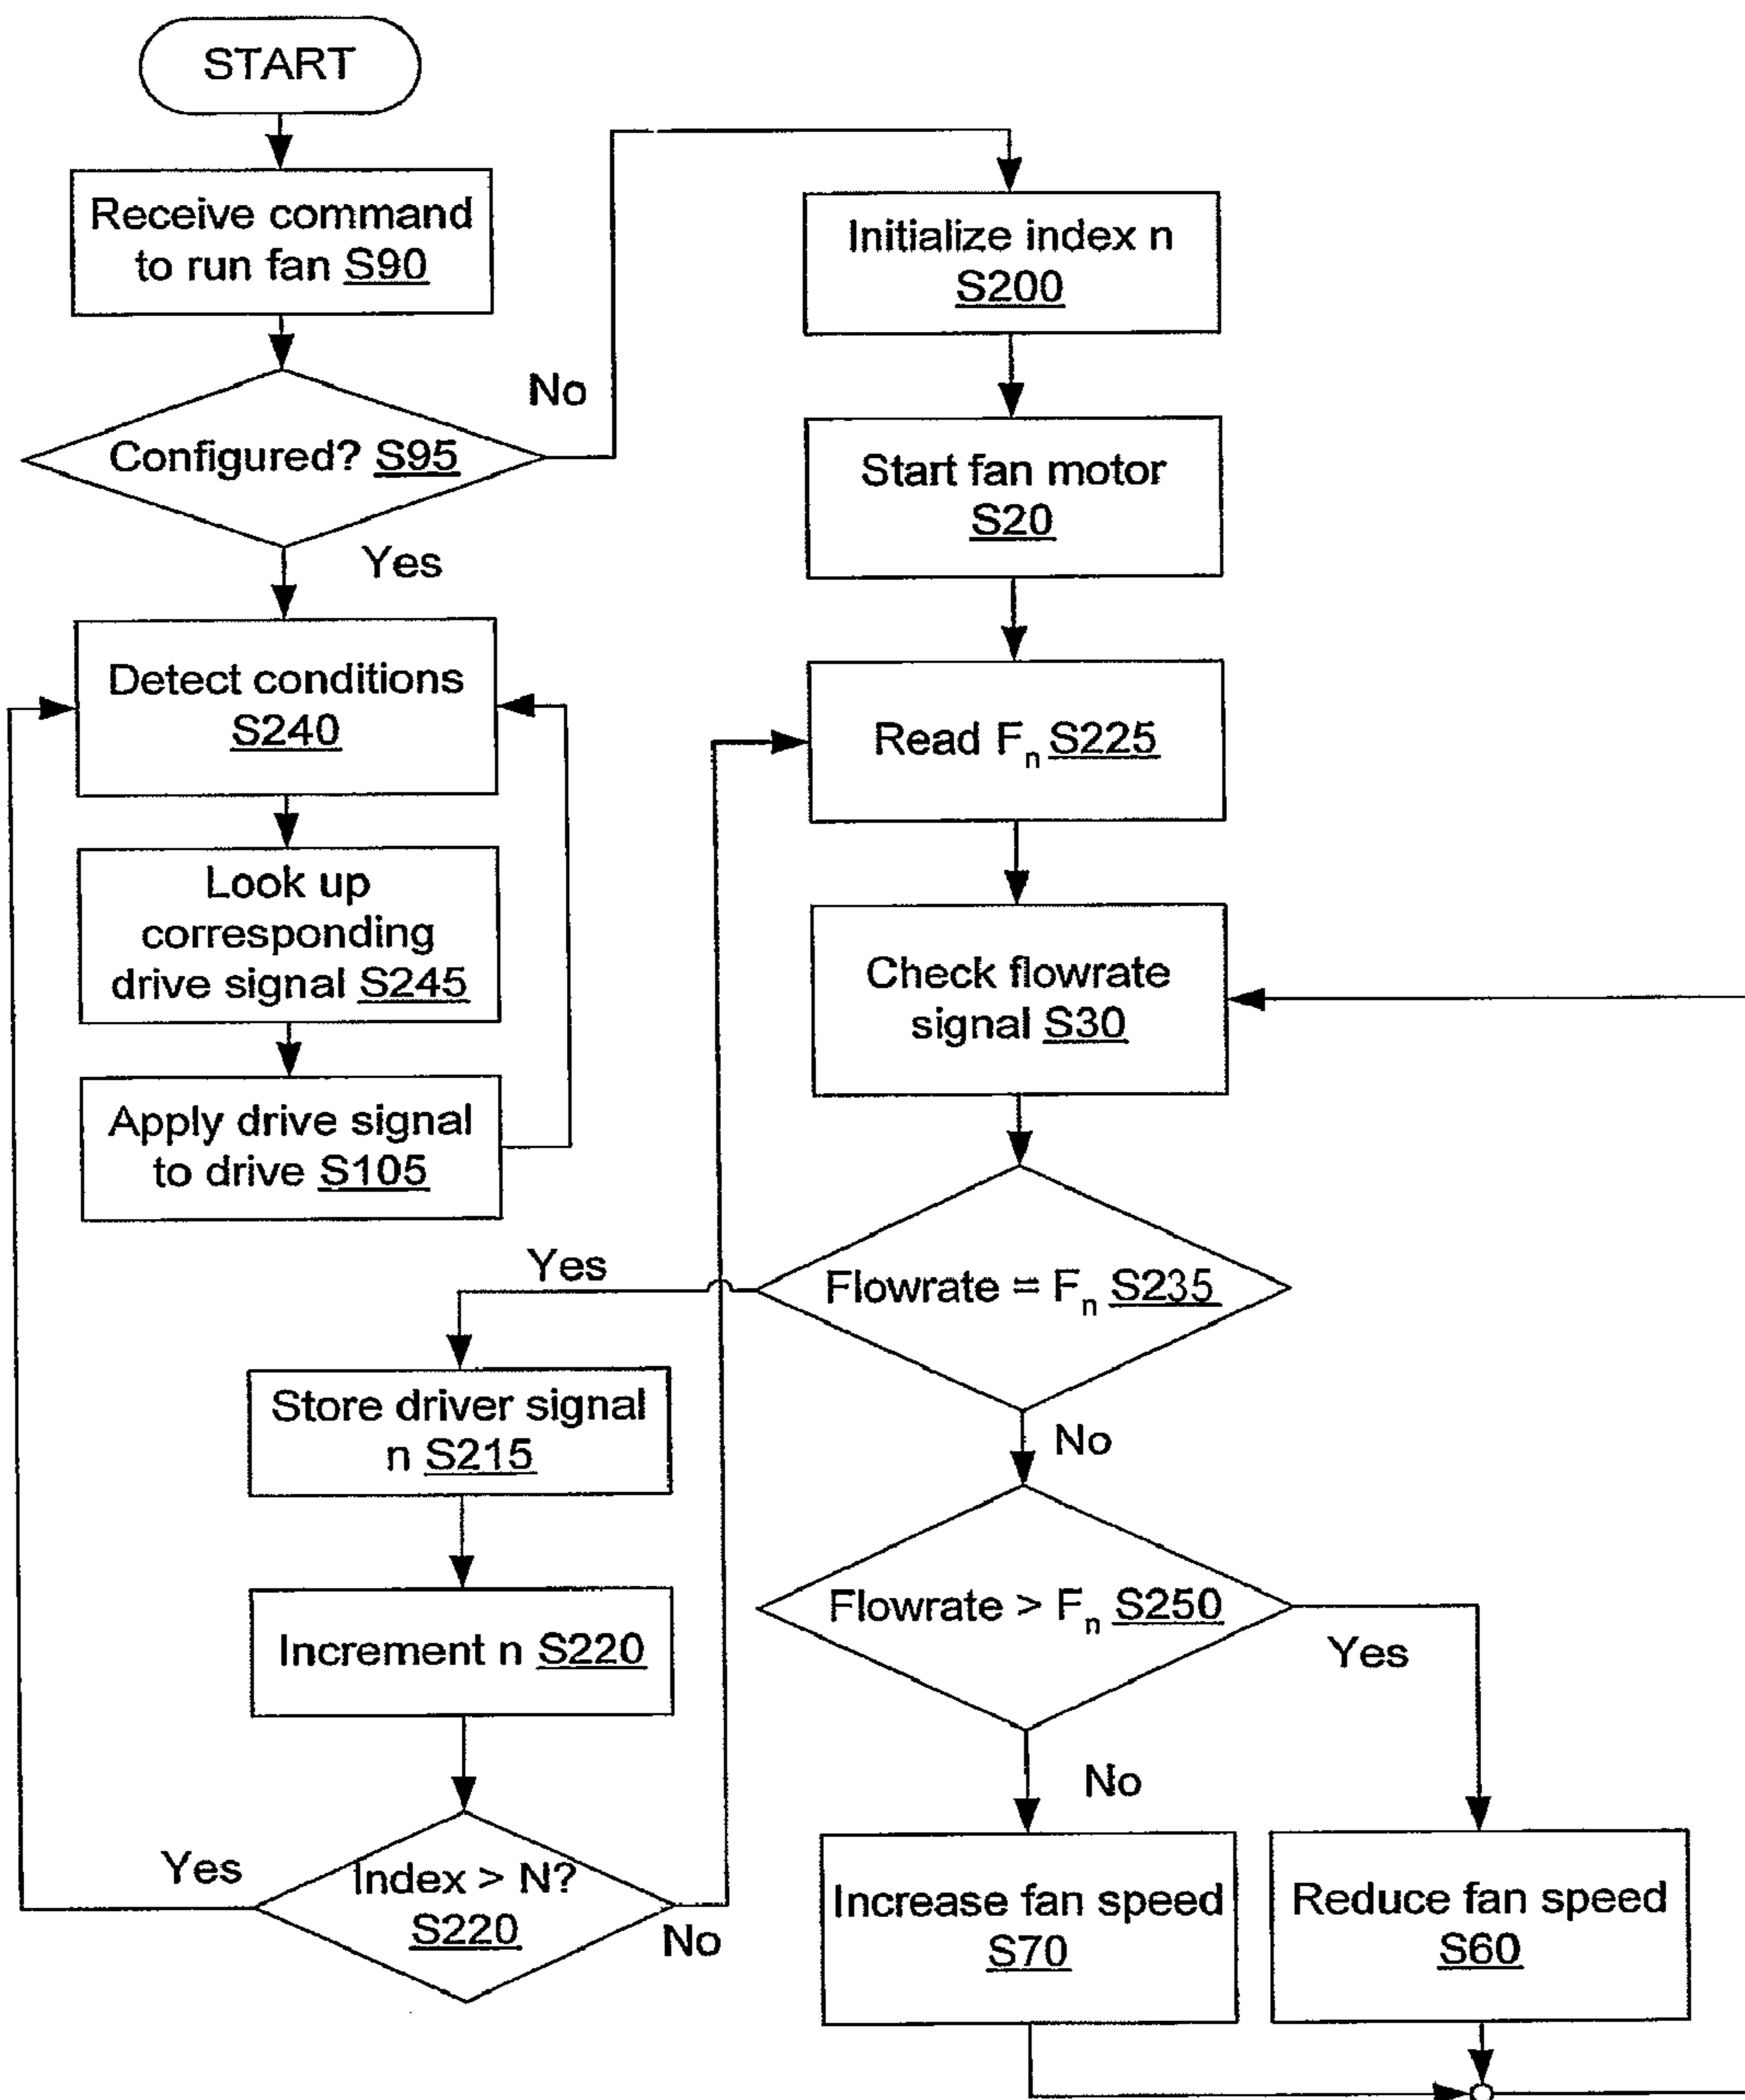 START
Receive command
to run fan S90
Configured? S95
No
Yes
Detect conditions
S240
Look up
corresponding
drive signal S245
Apply drive signal
to drive S105
Initialize index n
S200
Start fan motor
S20
Read Fn S225
Check flowrate
signal S30
Flowrate = Fn S235
Yes
No
Store driver signal
n S215
Increment n S220
Index > N?
S220
Yes
No
Flowrate > Fn S250
Yes
No
Increase fan speed
S70
Reduce fan speed
S60